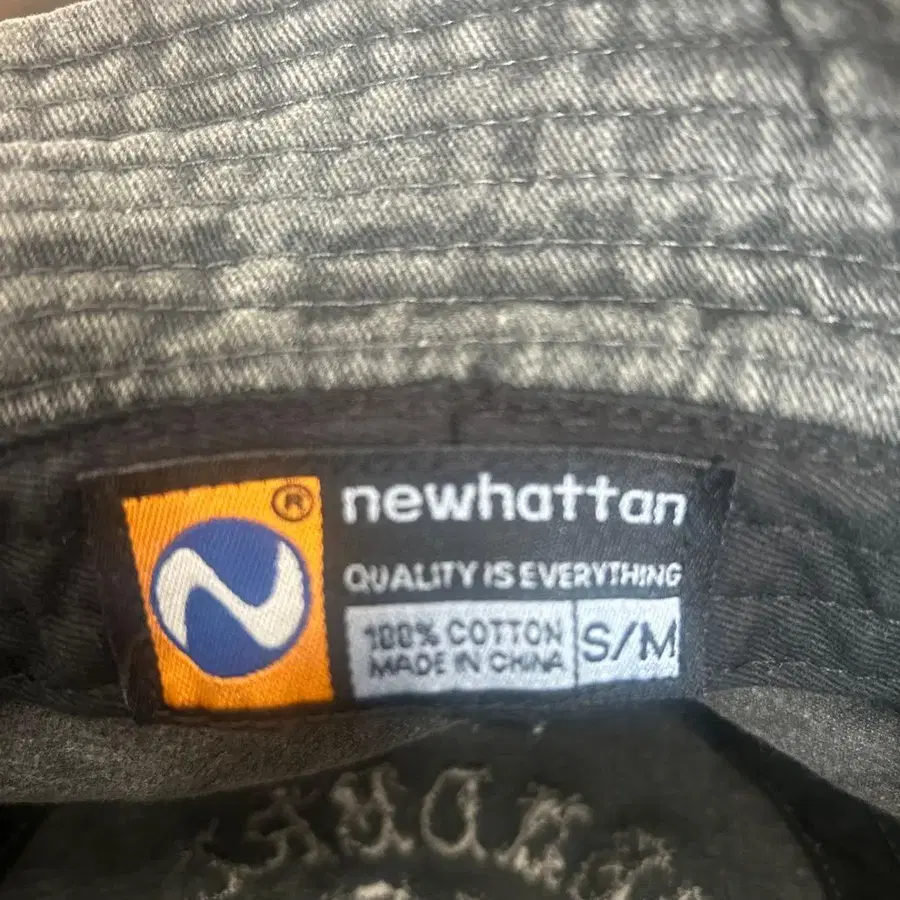 ®
newhattan
QUALITY IS EVERYTHING
100% COTTON
MADE IN CHINA
S/M